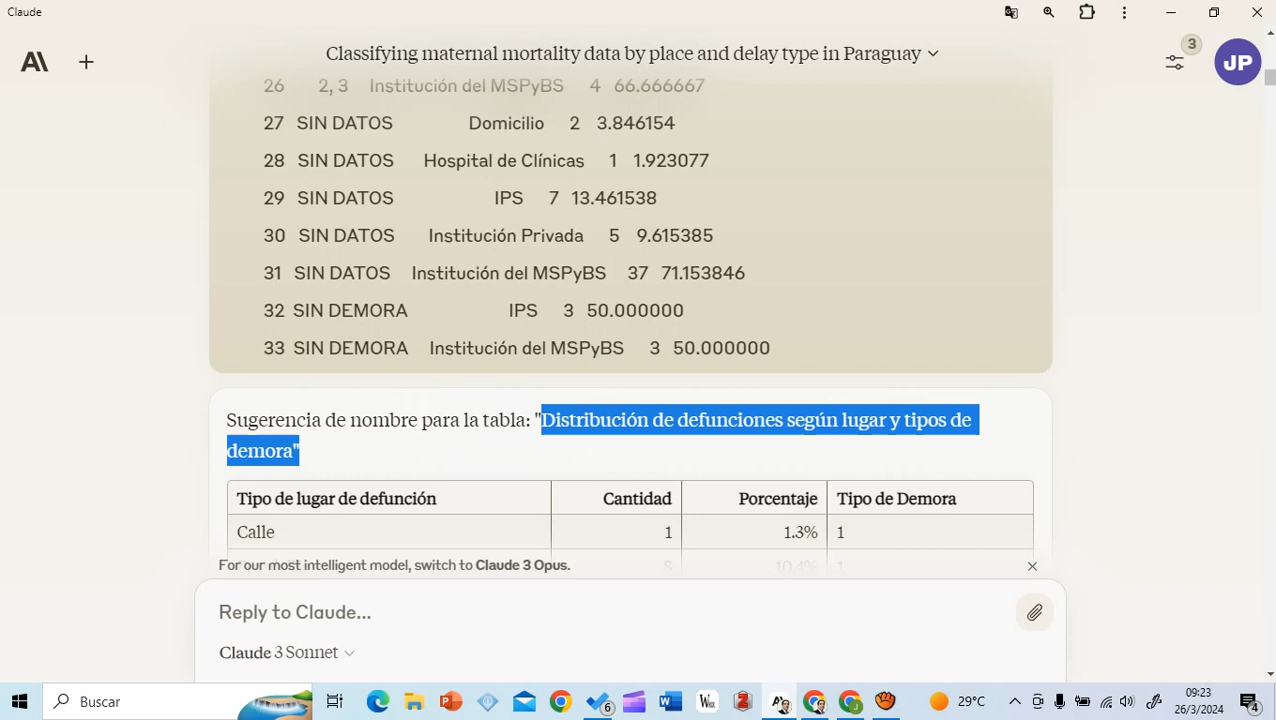 Claude
Classifying maternal mortality data by place and delay type in Paraguay
3
JP
26 2, 3 Institución del MSPyBS 4 66.666667
27 SIN DATOS Domicilio 2 3.846154
28 SIN DATOS Hospital de Clínicas 1 1.923077
29 SIN DATOS IPS 7 13.461538
30 SIN DATOS Institución Privada 5 9.615385
31 SIN DATOS Institución del MSPyBS 37 71.153846
32 SIN DEMORA IPS 3 50.000000
33 SIN DEMORA Institución del MSPyBS 3 50.000000
Sugerencia de nombre para la tabla: "Distribución de defunciones según lugar y tipos de
demora"
Tipo de lugar de defunción Cantidad Porcentaje Tipo de Demora
Calle 1 1.3% 1
8 10.4% 1
For our most intelligent model, switch to Claude 3 Opus.
Reply to Claude...
Claude 3 Sonnet
Buscar
6
29°C
09:23
26/3/2024
4